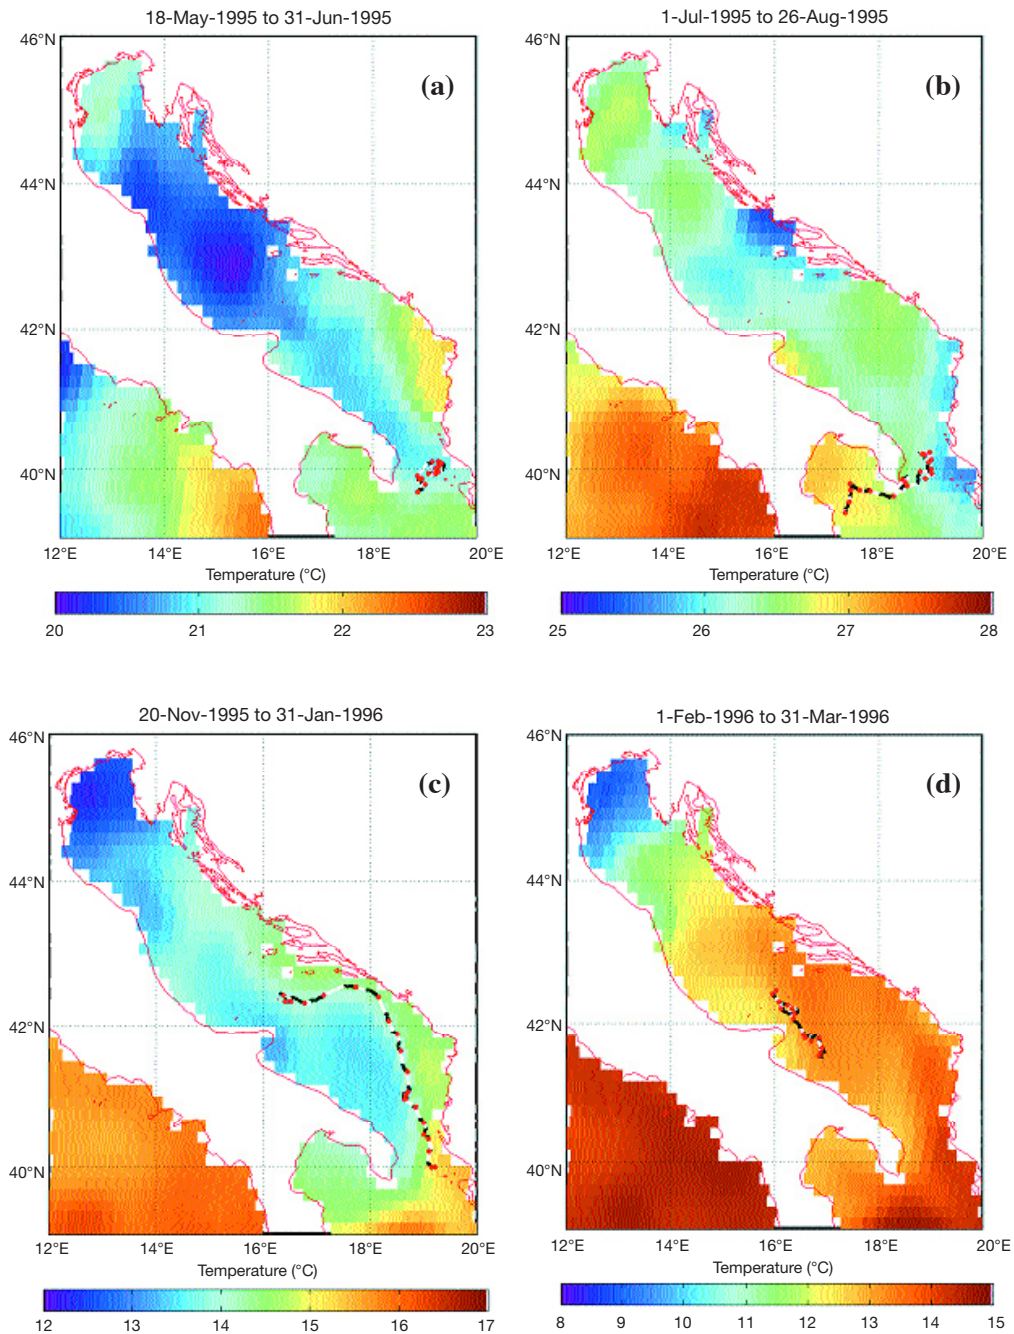 18-May-1995 to 31-Jun-1995
1-Jul-1995 to 26-Aug-1995
46°N
(a)
44°N
42°N
40°N
12°E 14°E 16°E 18°E 20°E
Temperature (°C)
20 21 22 23
46°N
(b)
44°N
42°N
40°N
12°E 14°E 16°E 18°E 20°E
Temperature (°C)
25 26 27 28
20-Nov-1995 to 31-Jan-1996
1-Feb-1996 to 31-Mar-1996
46°N
(c)
44°N
42°N
40°N
12°E 14°E 16°E 18°E 20°E
Temperature (°C)
12 13 14 15 16 17
46°N
(d)
44°N
42°N
40°N
12°E 14°E 16°E 18°E 20°E
Temperature (°C)
8 9 10 11 12 13 14 15